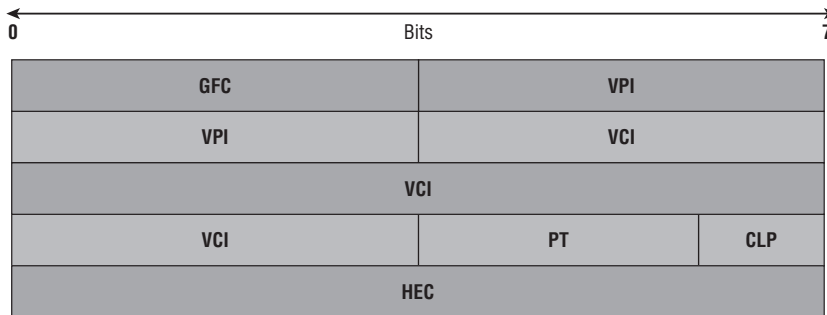 0 Bits 7
GFC VPI
VPI VCI
VCI
VCI PT CLP
HEC